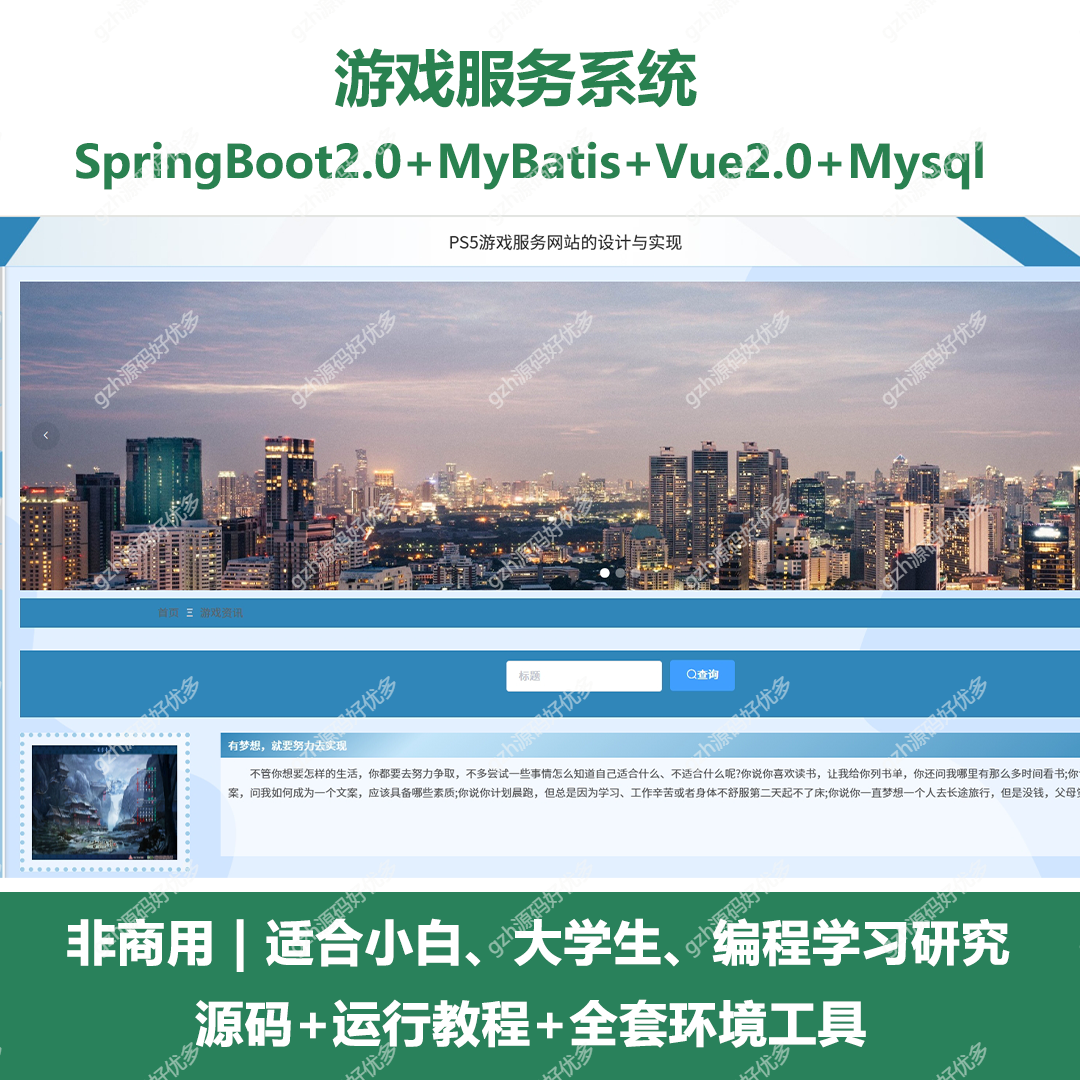 游戏服务系统
SpringBoot2.0+MyBatis+Vue2.0+Mysql
PS5游戏服务网站的设计与实现
首页 Ξ 游戏资讯
标题 查询
有梦想，就要努力去实现
不管你想要怎样的生活，你都要去努力争取，不多尝试一些事情怎么知道自己适合什么、不适合什么呢?你说你喜欢读书，让我给你列书单，你还问我哪里有那么多时间看书;你
案，问我如何成为一个文案，应该具备哪些素质;你说你计划晨跑，但总是因为学习、工作辛苦或者身体不舒服第二天起不了床;你说你一直梦想一个人去长途旅行，但是没钱，父母
非商用 | 适合小白、大学生、编程学习研究
源码+运行教程+全套环境工具
gzh源码好优多